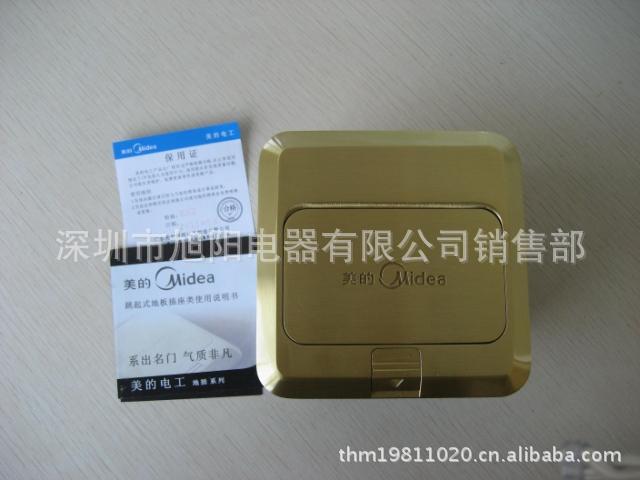 美的 Midea 美的电工
保用证
深圳市旭阳电器有限公司销售部
美的 Midea
跳起式地板插座类使用说明书
系出名门 气质非凡
美的电工 地插系列
美的 Midea
thm19811020.cn.alibaba.com